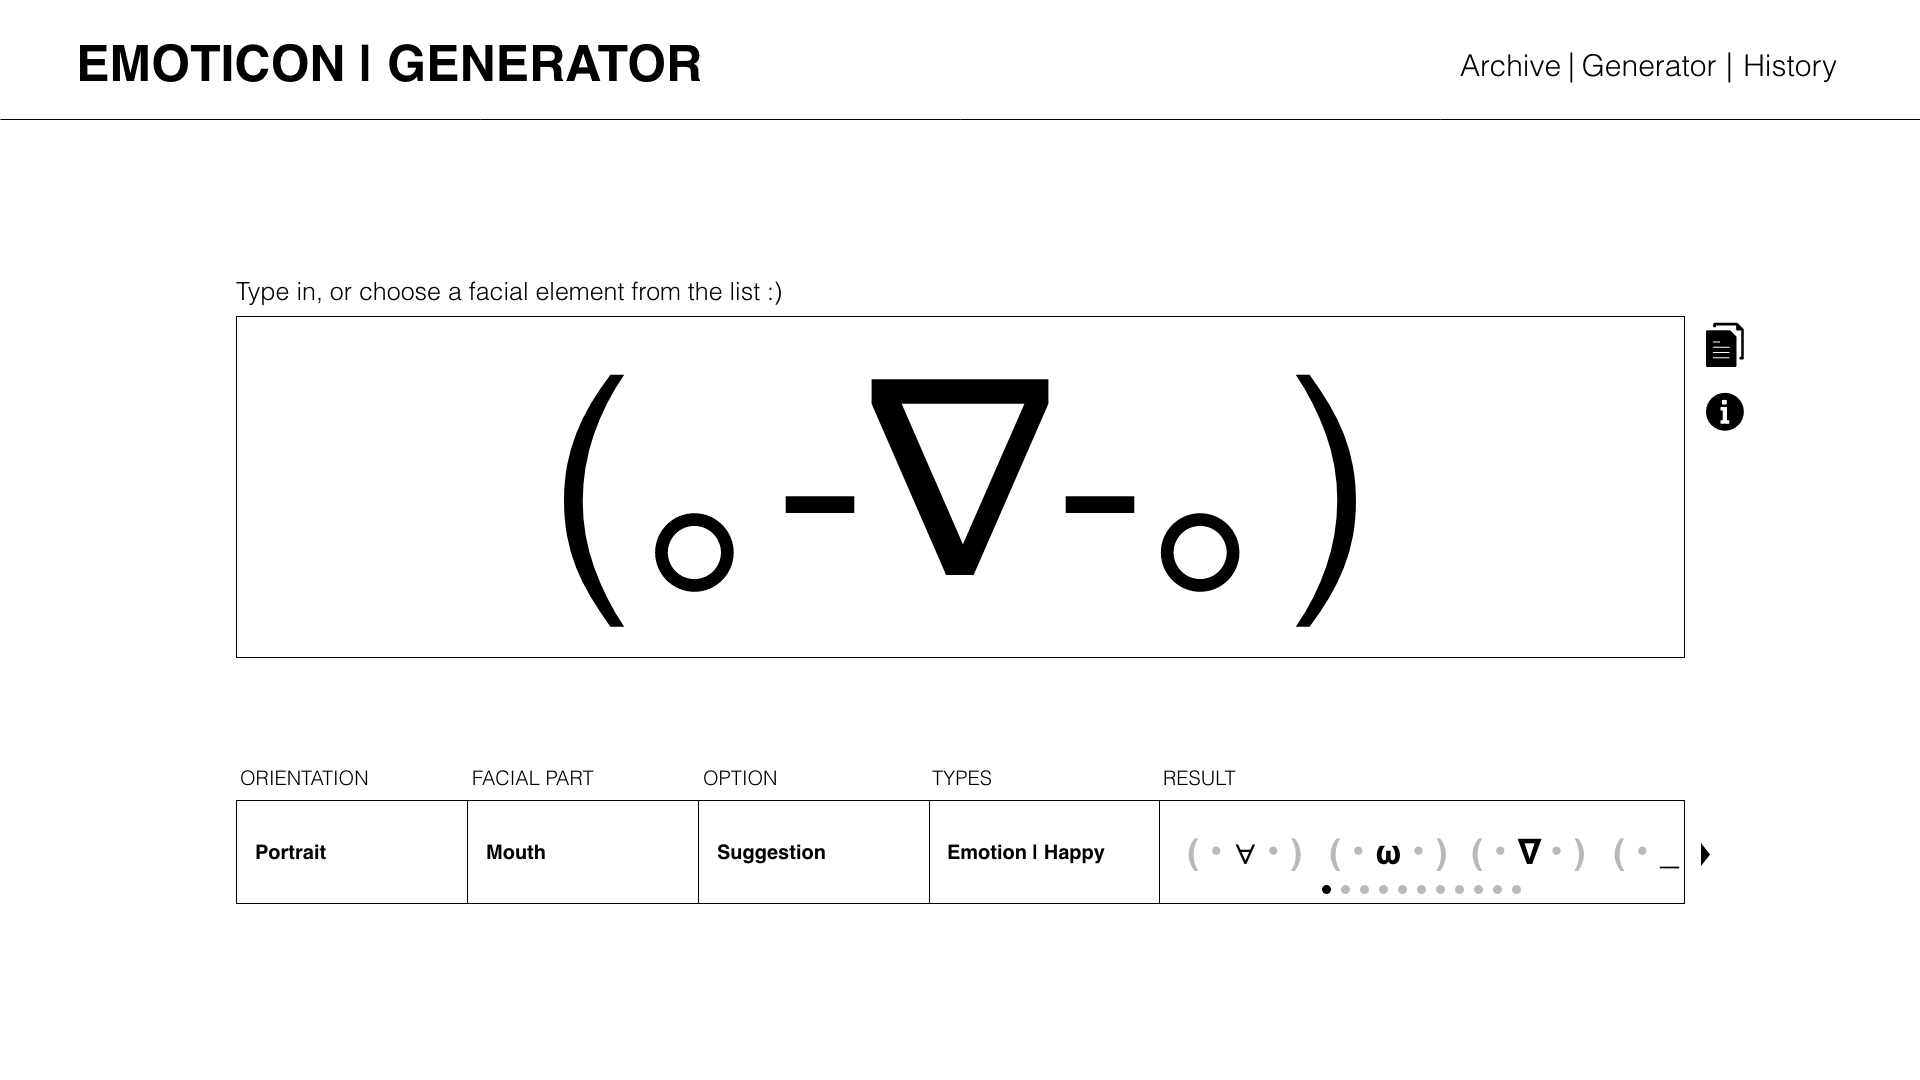 EMOTICON | GENERATOR
Archive | Generator | History
Type in, or choose a facial element from the list :)
(。-∇-。)
ORIENTATION FACIAL PART OPTION TYPES RESULT
Portrait Mouth Suggestion Emotion | Happy (・∀・) (・ω・) (・∇・) (・_